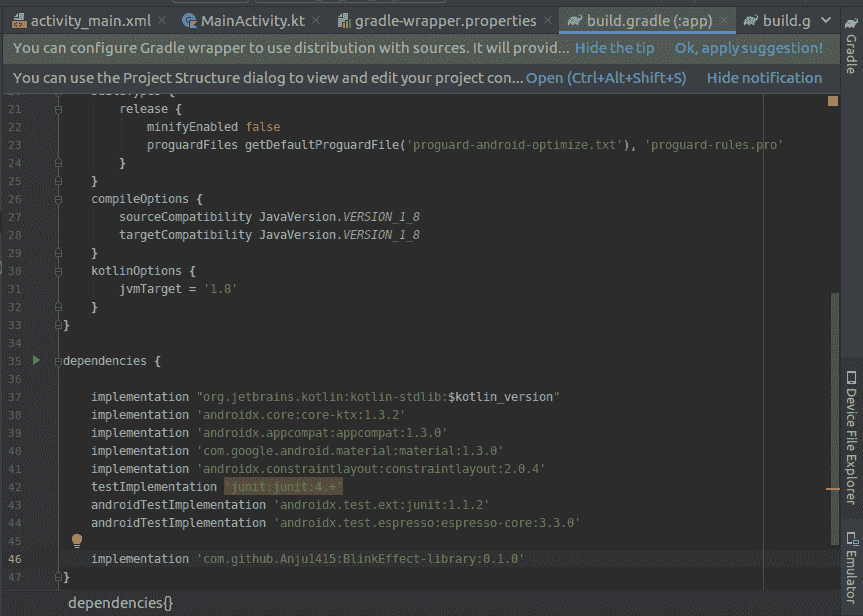 activity_main.xml MainActivity.kt gradle-wrapper.properties build.gradle (:app) build.g
You can configure Gradle wrapper to use distribution with sources. It will provid... Hide the tip Ok, apply suggestion!
You can use the Project Structure dialog to view and edit your project con... Open (Ctrl+Alt+Shift+S) Hide notification
21 release {
22 minifyEnabled false
23 proguardFiles getDefaultProguardFile('proguard-android-optimize.txt'), 'proguard-rules.pro'
24 }
25 }
26 compileOptions {
27 sourceCompatibility JavaVersion.VERSION_1_8
28 targetCompatibility JavaVersion.VERSION_1_8
29 }
30 kotlinOptions {
31 jvmTarget = '1.8'
32 }
33 }
34
35 dependencies {
36
37 implementation "org.jetbrains.kotlin:kotlin-stdlib:$kotlin_version"
38 implementation 'androidx.core:core-ktx:1.3.2'
39 implementation 'androidx.appcompat:appcompat:1.3.0'
40 implementation 'com.google.android.material:material:1.3.0'
41 implementation 'androidx.constraintlayout:constraintlayout:2.0.4'
42 testImplementation 'junit:junit:4.+'
43 androidTestImplementation 'androidx.test.ext:junit:1.1.2'
44 androidTestImplementation 'androidx.test.espresso:espresso-core:3.3.0'
45
46 implementation 'com.github.Anju1415:BlinkEffect-library:0.1.0'
47 }
dependencies{}
Gradle
Device File Explorer
Emulator